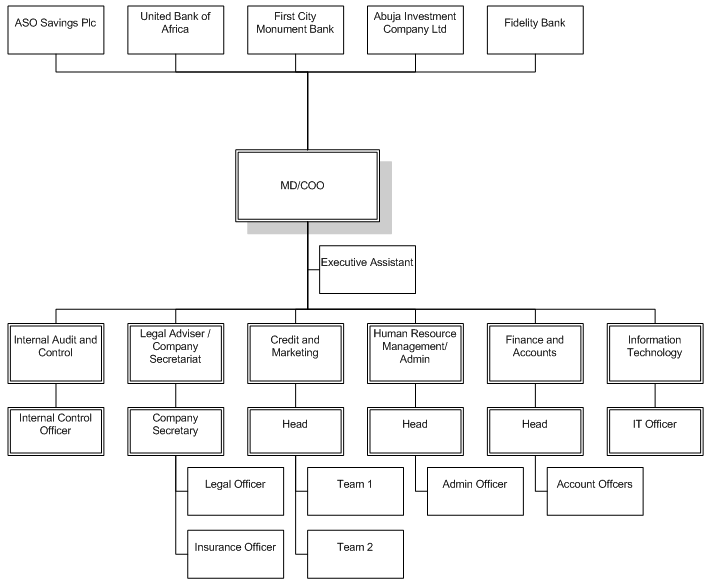 ASO Savings Plc
United Bank of
Africa
First City
Monument Bank
Abuja Investment
Company Ltd
Fidelity Bank
MD/COO
Executive Assistant
Internal Audit and
Control
Legal Adviser /
Company
Secretariat
Credit and
Marketing
Human Resource
Management/
Admin
Finance and
Accounts
Information
Technology
Internal Control
Officer
Company
Secretary
Head
Head
Head
IT Officer
Legal Officer
Team 1
Admin Officer
Account Offcers
Insurance Officer
Team 2